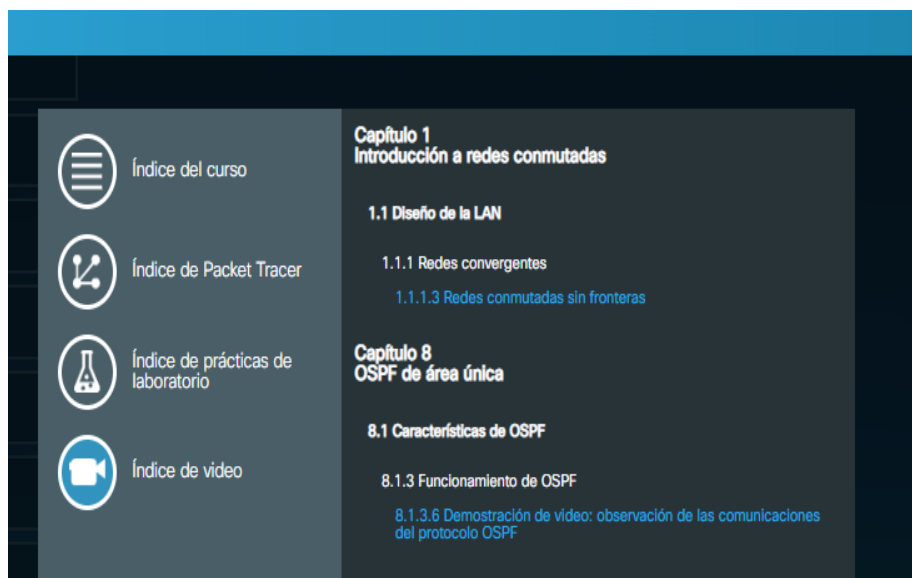 Índice del curso
Índice de Packet Tracer
Índice de prácticas de
laboratorio
Índice de video
Capítulo 1
Introducción a redes conmutadas
1.1 Diseño de la LAN
1.1.1 Redes convergentes
1.1.1.3 Redes conmutadas sin fronteras
Capítulo 8
OSPF de área única
8.1 Características de OSPF
8.1.3 Funcionamiento de OSPF
8.1.3.6 Demostración de video: observación de las comunicaciones
del protocolo OSPF